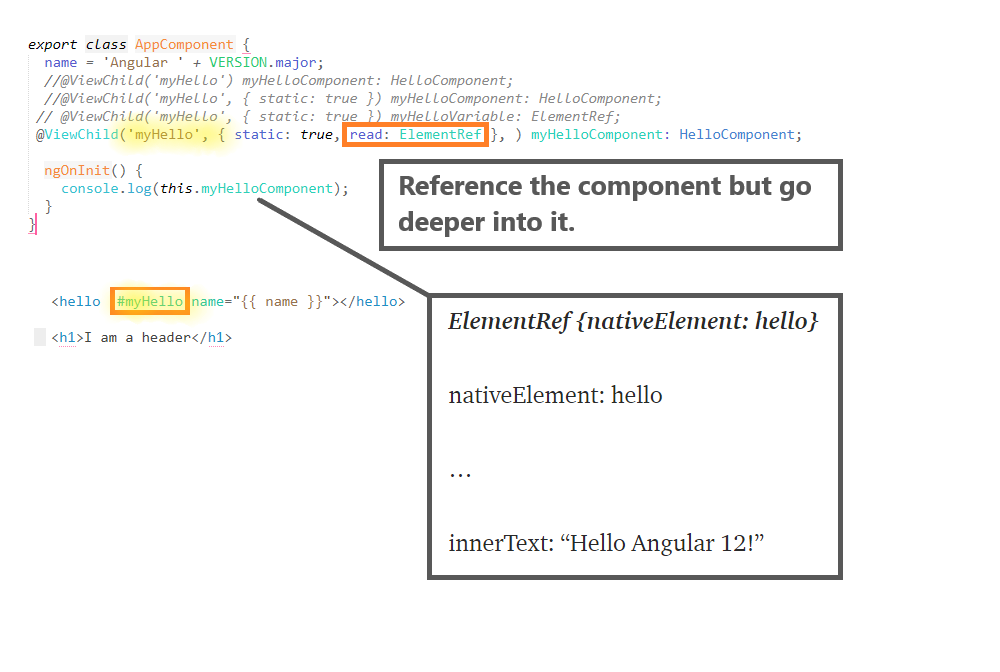 export class AppComponent {
name = 'Angular ' + VERSION.major;
//@ViewChild('myHello') myHelloComponent: HelloComponent;
//@ViewChild('myHello', { static: true }) myHelloComponent: HelloComponent;
// @ViewChild('myHello', { static: true }) myHelloVariable: ElementRef;
@ViewChild('myHello', { static: true, read: ElementRef }, ) myHelloComponent: HelloComponent;
ngOnInit() {
console.log(this.myHelloComponent);
}
}
Reference the component but go
deeper into it.
<hello #myHello name="{{ name }}"></hello>
<h1>I am a header</h1>
ElementRef {nativeElement: hello}
nativeElement: hello
…
innerText: “Hello Angular 12!”